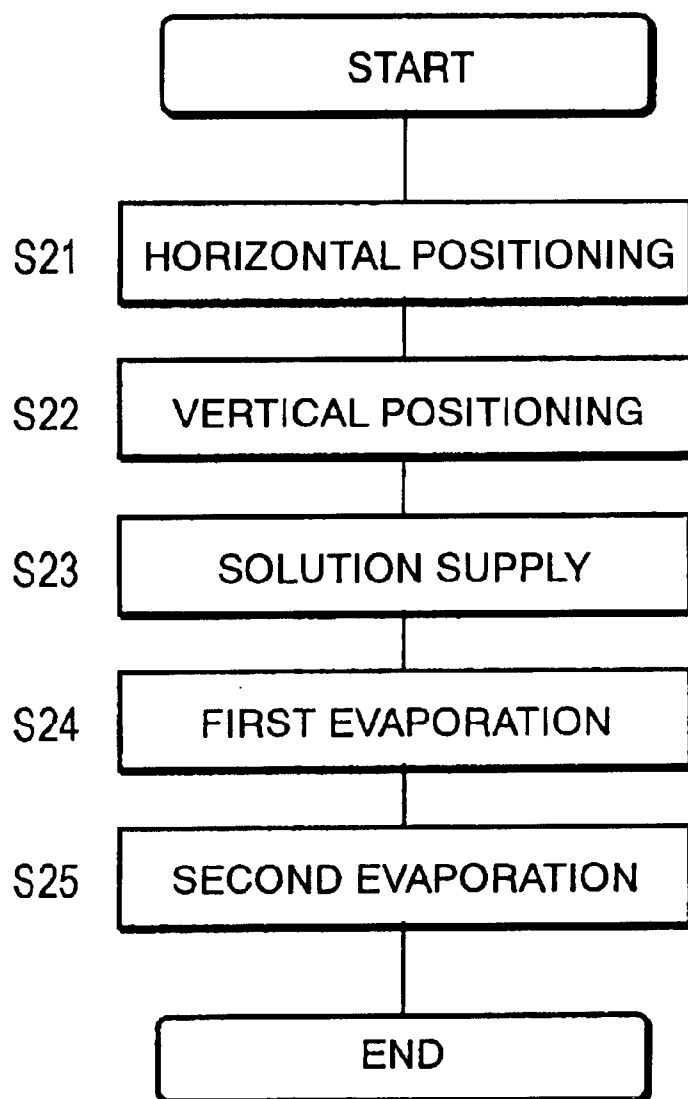 START
S21 HORIZONTAL POSITIONING
S22 VERTICAL POSITIONING
S23 SOLUTION SUPPLY
S24 FIRST EVAPORATION
S25 SECOND EVAPORATION
END